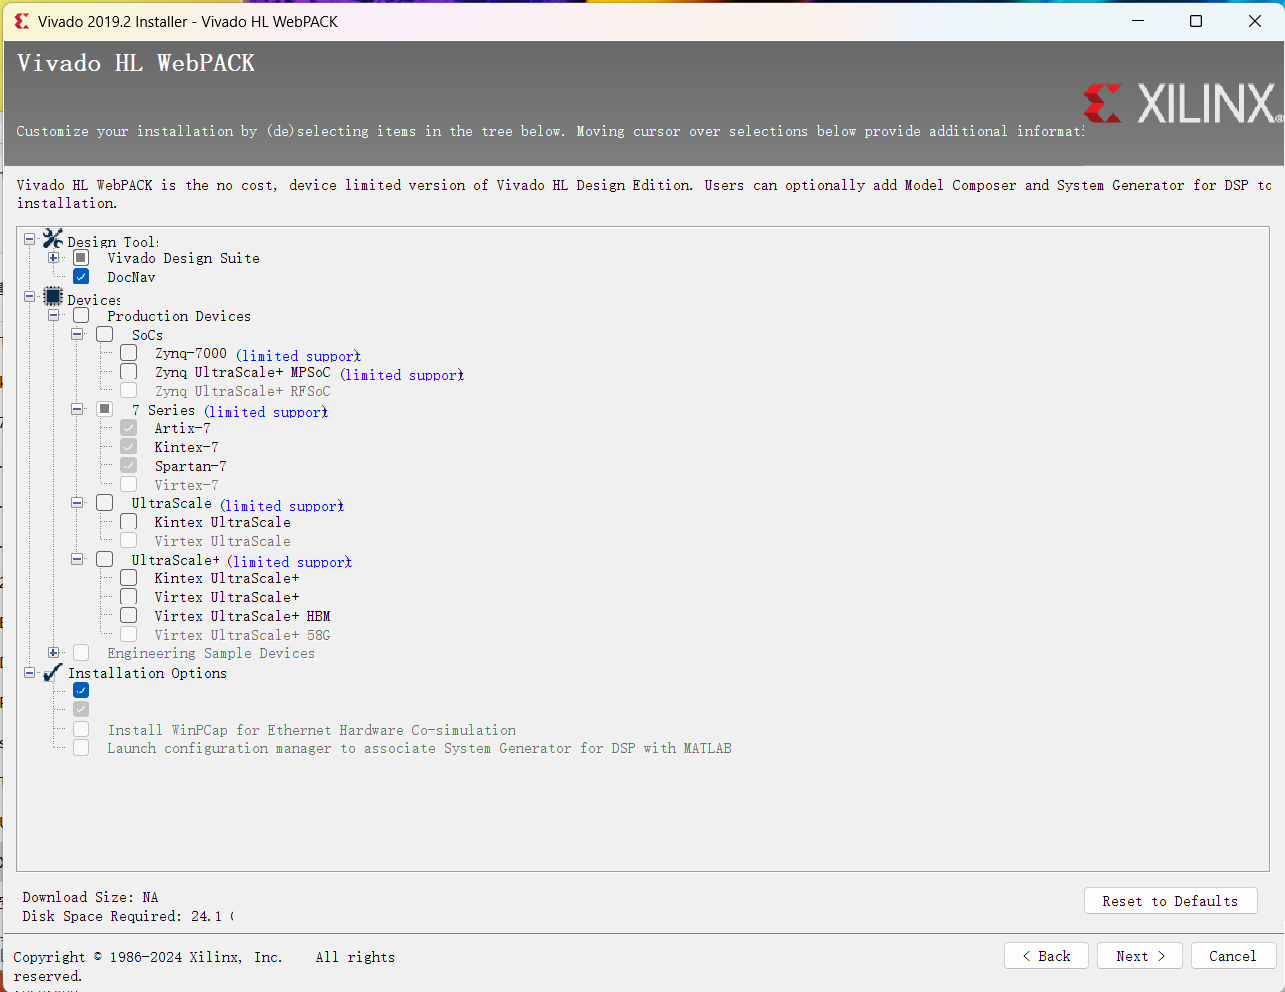 Vivado 2019.2 Installer - Vivado HL WebPACK
Vivado HL WebPACK
XILINX®
Customize your installation by (de)selecting items in the tree below. Moving cursor over selections below provide additional informati
Vivado HL WebPACK is the no cost, device limited version of Vivado HL Design Edition. Users can optionally add Model Composer and System Generator for DSP to
installation.
Design Tools
Vivado Design Suite
DocNav
Devices
Production Devices
SoCs
Zynq-7000 (limited support)
Zynq UltraScale+ MPSoC (limited support)
Zynq UltraScale+ RFSoC
7 Series (limited support)
Artix-7
Kintex-7
Spartan-7
Virtex-7
UltraScale (limited support)
Kintex UltraScale
Virtex UltraScale
UltraScale+ (limited support)
Kintex UltraScale+
Virtex UltraScale+
Virtex UltraScale+ HBM
Virtex UltraScale+ 58G
Engineering Sample Devices
Installation Options
Install WinPCap for Ethernet Hardware Co-simulation
Launch configuration manager to associate System Generator for DSP with MATLAB
Download Size: NA
Disk Space Required: 24.1
Reset to Defaults
Copyright © 1986-2024 Xilinx, Inc. All rights
reserved.
< Back
Next >
Cancel